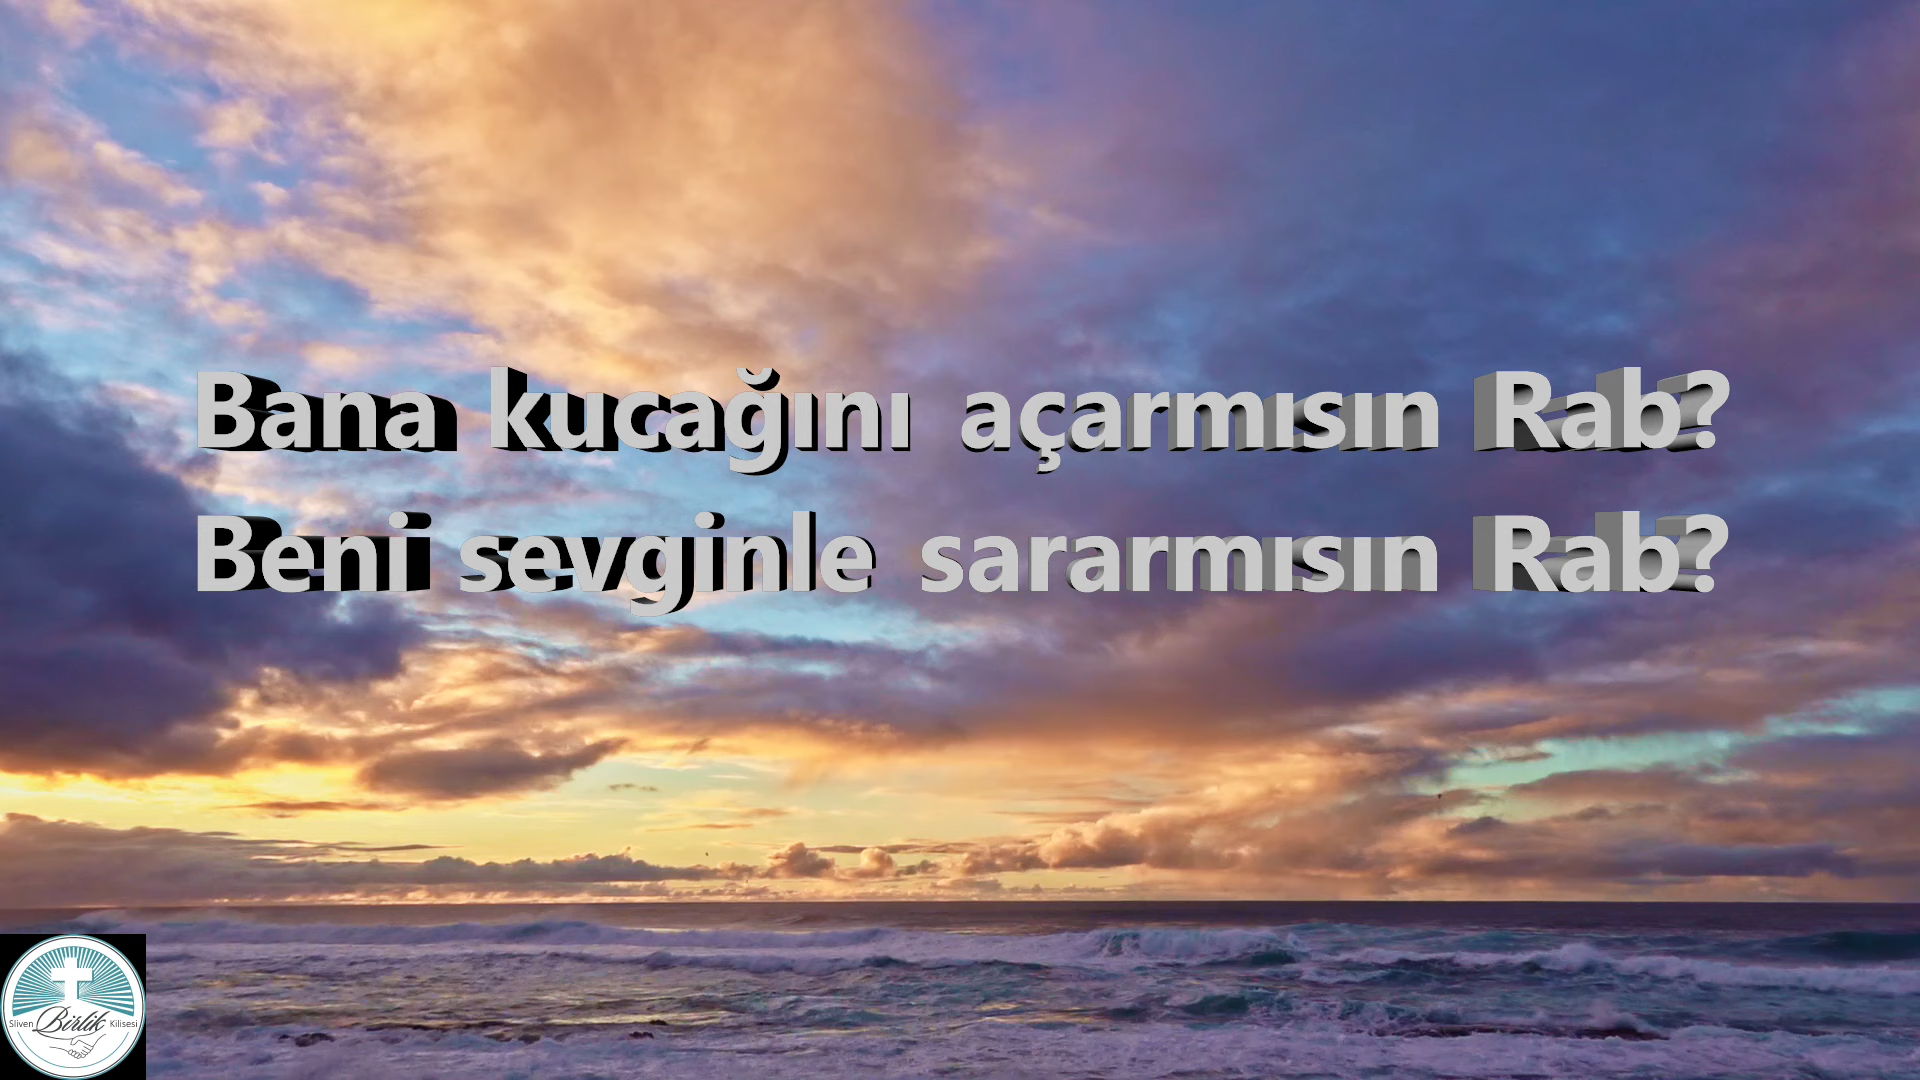 Bana kucağını açarmısın Rab?
Beni sevginle sararmısın Rab?
Sliven Birlik Kilisesi